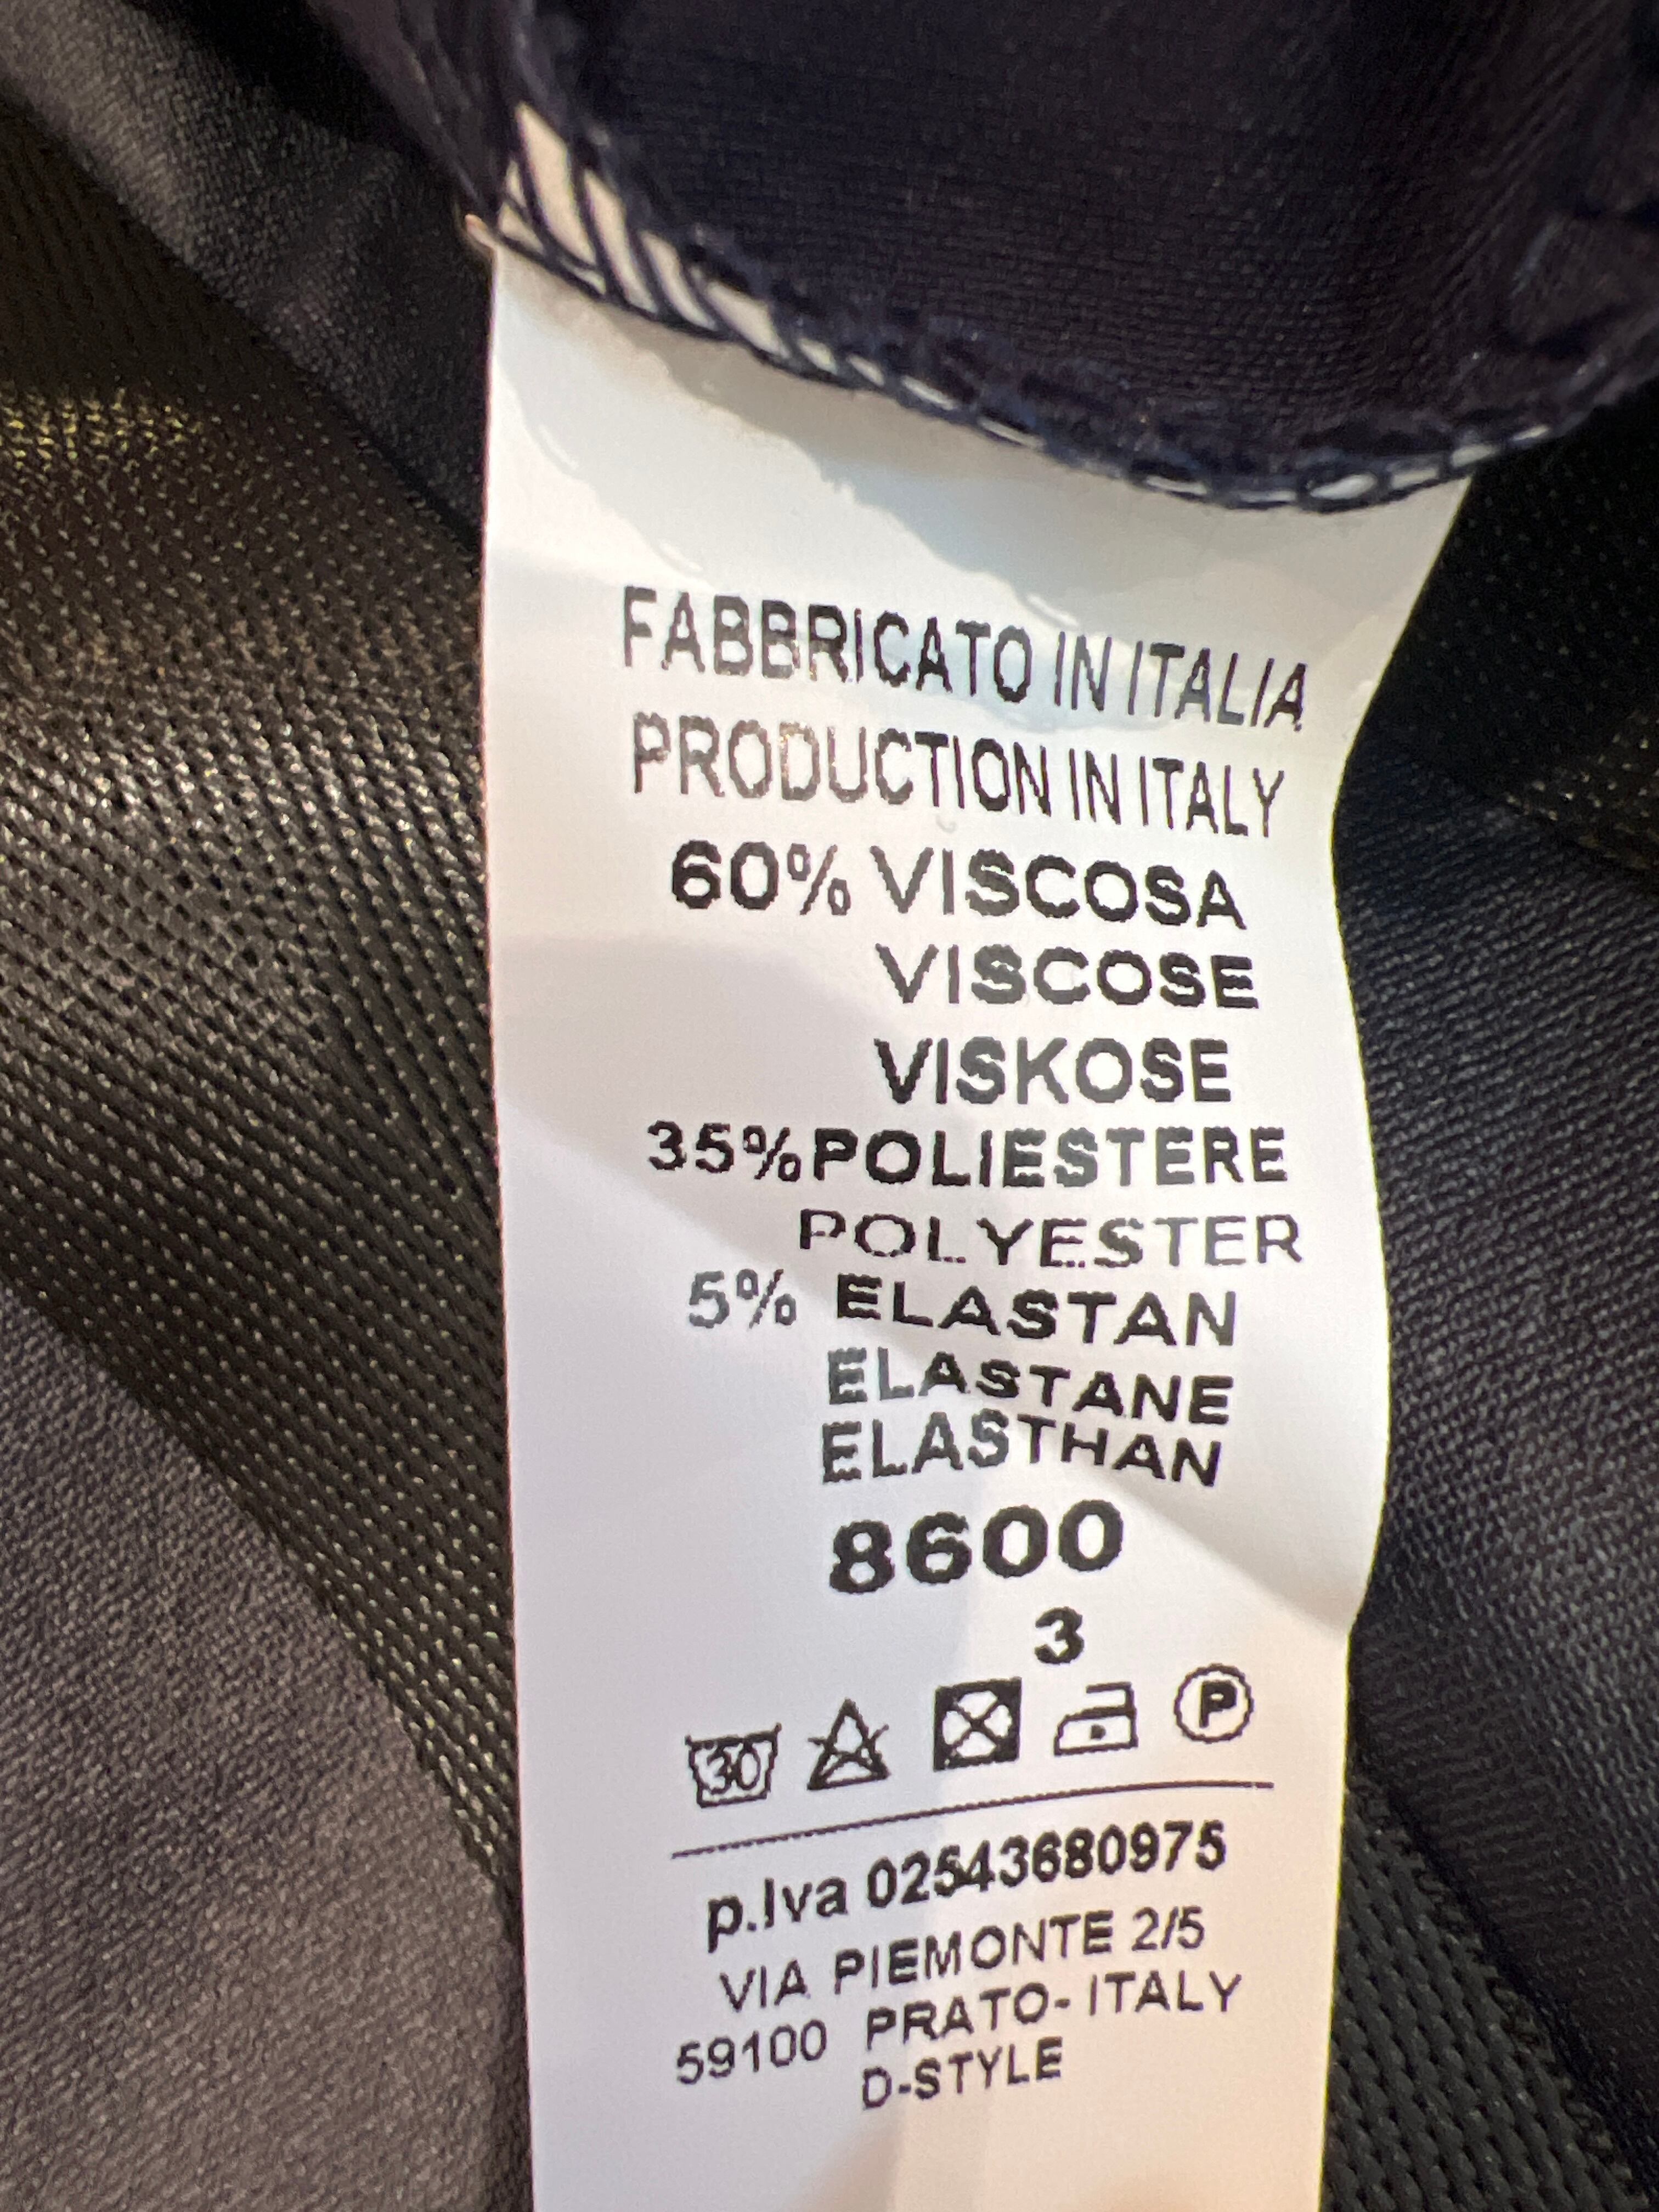 FABBRICATO IN ITALIA
PRODUCTION IN ITALY
60% VISCOSA
VISCOSE
VISKOSE
35%POLIESTERE
POLYESTER
5% ELASTAN
ELASTANE
ELASTHAN
8600
3
30 P
p.Iva 02543680975
VIA PIEMONTE 2/5
59100 PRATO- ITALY
D-STYLE